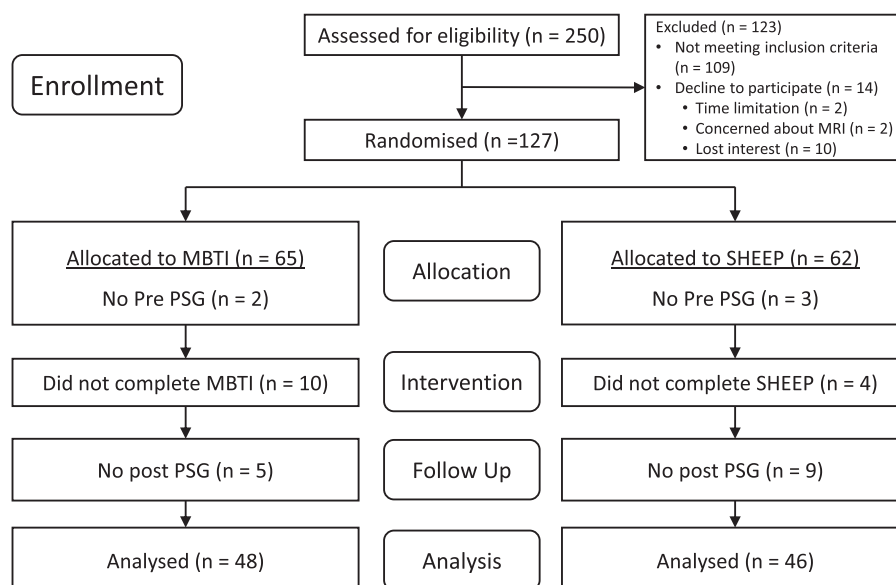 Assessed for eligibility (n = 250)
Excluded (n = 123)
• Not meeting inclusion criteria
(n = 109)
• Decline to participate (n = 14)
• Time limitation (n = 2)
• Concerned about MRI (n = 2)
• Lost interest (n = 10)
Enrollment
Randomised (n =127)
Allocated to MBTI (n = 65)
No Pre PSG (n = 2)
Allocation
Allocated to SHEEP (n = 62)
No Pre PSG (n = 3)
Did not complete MBTI (n = 10)
Intervention
Did not complete SHEEP (n = 4)
No post PSG (n = 5)
Follow Up
No post PSG (n = 9)
Analysed (n = 48)
Analysis
Analysed (n = 46)